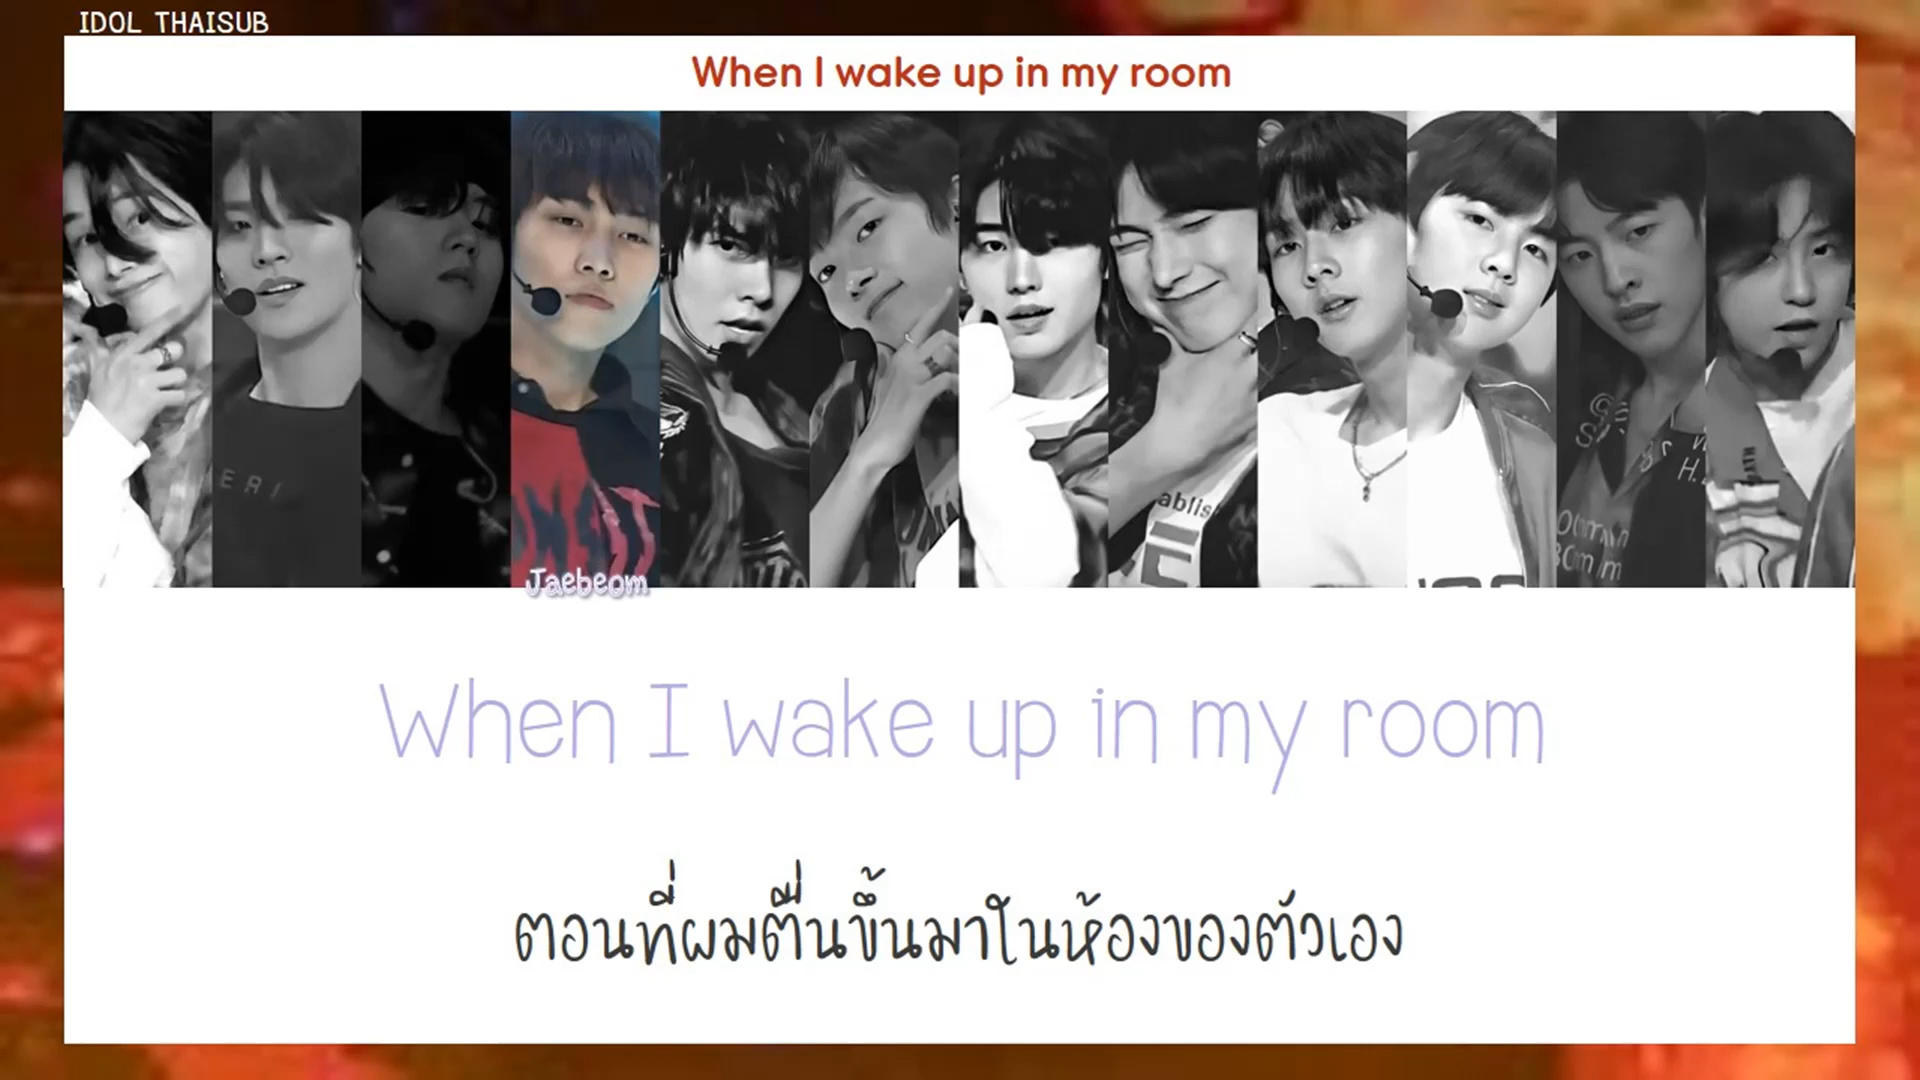 IDOL THAISUB
When I wake up in my room
ERI
ablis
Jaebeom
When I wake up in my room
ตอนที่ผมตื่นขึ้นมาในห้องของตัวเอง